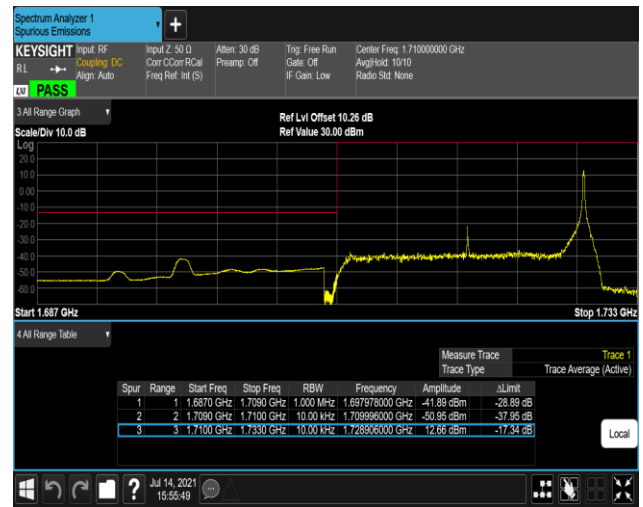 Spectrum Analyzer 1
Spurious Emissions
+
KEYSIGHT Input: RF Input Z: 50 Ω Atten: 30 dB Trig: Free Run Center Freq: 1.710000000 GHz
RL Coupling: DC Corr CCorr RCal Preamp: Off Gate: Off Avg|Hold: 10/10
Align: Auto Freq Ref: Int (S) IF Gain: Low Radio Std: None
PASS
3 All Range Graph
Ref Lvl Offset 10.26 dB
Scale/Div 10.0 dB Ref Value 30.00 dBm
Log
20.0
10.0
0.00
-10.0
-20.0
-30.0
-40.0
-50.0
-60.0
Start 1.687 GHz Stop 1.733 GHz
4 All Range Table
Measure Trace Trace 1
Trace Type Trace Average (Active)
Spur Range Start Freq Stop Freq RBW Frequency Amplitude ΔLimit
1 1 1.6870 GHz 1.7090 GHz 1.000 MHz 1.697978000 GHz -41.89 dBm -28.89 dB
2 2 1.7090 GHz 1.7100 GHz 10.00 kHz 1.709996000 GHz -50.95 dBm -37.95 dB
3 3 1.7100 GHz 1.7330 GHz 10.00 kHz 1.728906000 GHz 12.66 dBm -17.34 dB
Local
? Jul 14, 2021
15:55:49